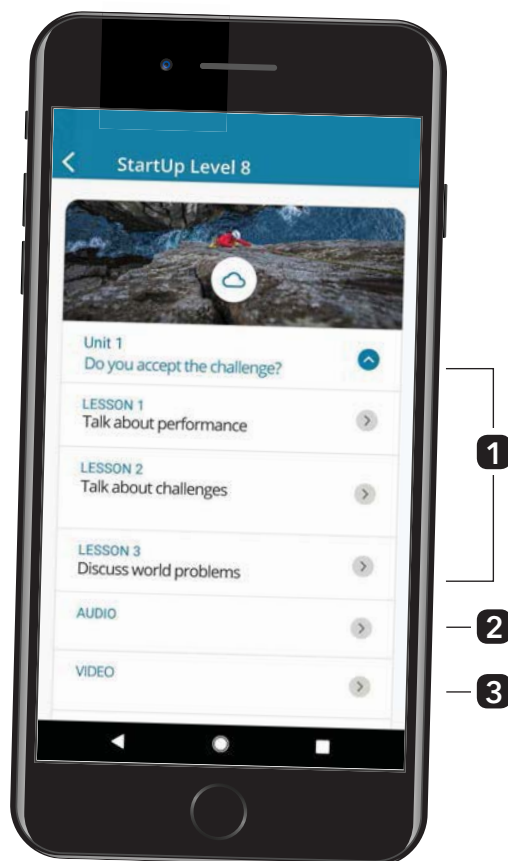 StartUp Level 8
Unit 1
Do you accept the challenge?
LESSON 1
Talk about performance
LESSON 2
Talk about challenges
LESSON 3
Discuss world problems
1
AUDIO
2
VIDEO
3